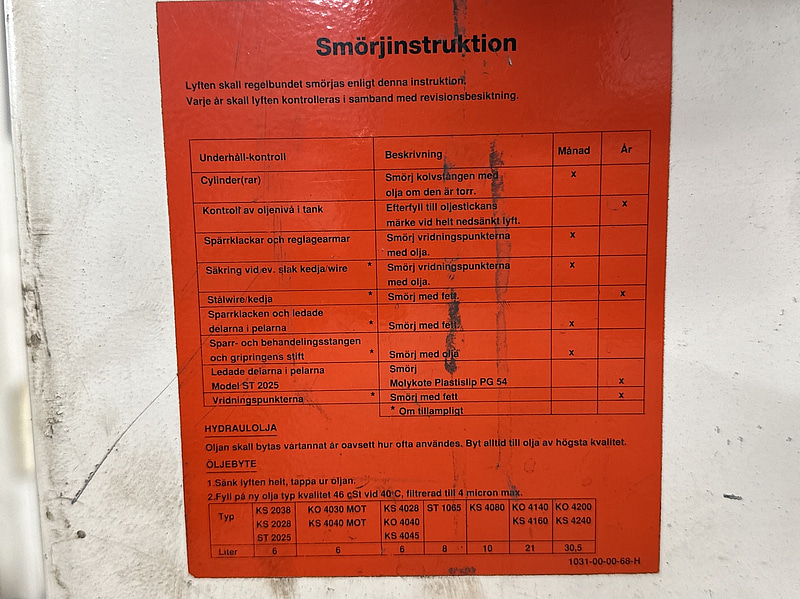 Smörjinstruktion
Lyften skall regelbundet smörjas enligt denna instruktion.
Varje år skall lyften kontrolleras i samband med revisionsbesiktning.
Underhåll-kontroll Beskrivning Månad År
Cylinder(rar) Smörj kolvstången med x
olja om den är torr.
Kontroll av oljenivå i tank Efterfyll till oljestickans x
märke vid helt nedsänkt lyft.
Spärrklackar och reglagearmar Smörj vridningspunkterna x
med olja.
Säkring vid ev. slak kedja/wire * Smörj vridningspunkterna x
med olja.
Stålwire/kedja * Smörj med fett. x
Sparrklacken och ledade
delarna i pelarna * Smörj med fett. x
Sparr- och behandelingsstangen
och gripringens stift * Smörj med olja x
Ledade delarna i pelarna Smörj
Model ST 2025 Molykote Plastislip PG 54 x
Vridningspunkterna * Smörj med fett x
* Om tillampligt
HYDRAULOLJA
Oljan skall bytas vartannat år oavsett hur ofta användes. Byt alltid till olja av högsta kvalitet.
OLJEBYTE
1.Sänk lyften helt, tappa ur oljan.
2.Fyll på ny olja typ kvalitet 46 cSt vid 40°C, filtrerad till 4 micron max.
Typ KS 2038 KO 4030 MOT KS 4028 ST 1065 KS 4080 KO 4140 KO 4200
KS 2028 KS 4040 MOT KO 4040 KS 4160 KS 4240
ST 2025 KS 4045
Liter 6 6 6 8 10 21 30,5
1031-00-00-68-H